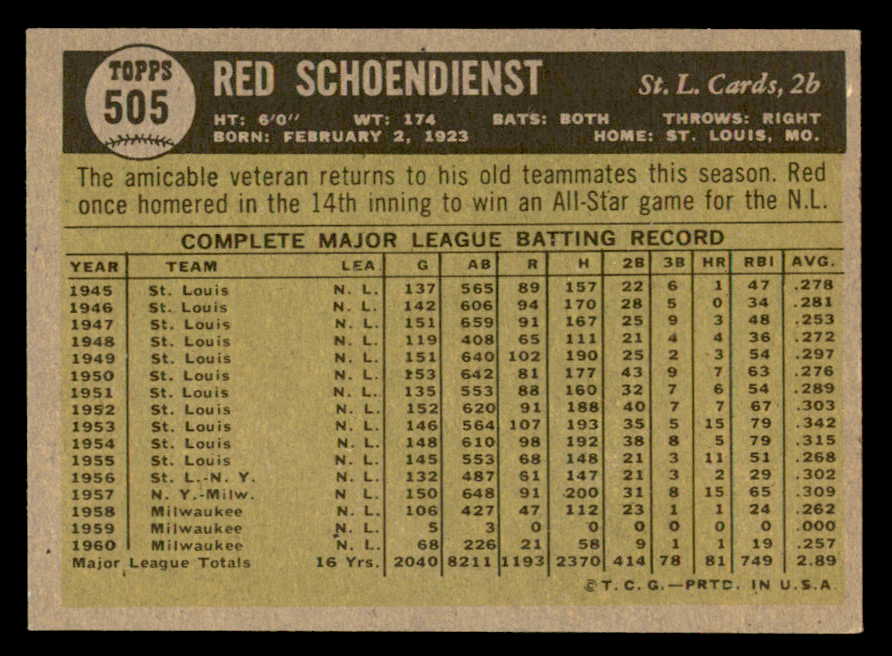 TOPPS
505
RED SCHOENDIENST St. L. Cards, 2b
HT: 6'0" WT: 174 BATS: BOTH THROWS: RIGHT
BORN: FEBRUARY 2, 1923 HOME: ST. LOUIS, MO.
The amicable veteran returns to his old teammates this season. Red
once homered in the 14th inning to win an All-Star game for the N.L.
COMPLETE MAJOR LEAGUE BATTING RECORD
YEAR TEAM LEA G AB R H 2B 3B HR RBI AVG.
1945 St. Louis N. L. 137 565 89 157 22 6 1 47 .278
1946 St. Louis N. L. 142 606 94 170 28 5 0 34 .281
1947 St. Louis N. L. 151 659 91 167 25 9 3 48 .253
1948 St. Louis N. L. 119 408 65 111 21 4 4 36 .272
1949 St. Louis N. L. 151 640 102 190 25 2 3 54 .297
1950 St. Louis N. L. 153 642 81 177 43 9 7 63 .276
1951 St. Louis N. L. 135 553 88 160 32 7 6 54 .289
1952 St. Louis N. L. 152 620 91 188 40 7 7 67 .303
1953 St. Louis N. L. 146 564 107 193 35 5 15 79 .342
1954 St. Louis N. L. 148 610 98 192 38 8 5 79 .315
1955 St. Louis N. L. 145 553 68 148 21 3 11 51 .268
1956 St. L.-N. Y. N. L. 132 487 61 147 21 3 2 29 .302
1957 N. Y.-Milw. N L. 150 648 91 200 31 8 15 65 .309
1958 Milwaukee N. L. 106 427 47 112 23 1 1 24 .262
1959 Milwaukee N. L. 5 3 0 0 0 0 0 0 .000
1960 Milwaukee N. L. 68 226 21 58 9 1 1 19 .257
Major League Totals 16 Yrs. 2040 8211 1193 2370 414 78 81 749 2.89
©T.C.G.—PRTD. IN U.S.A.